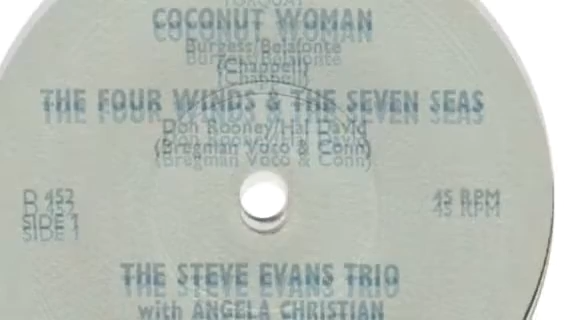 COCONUT WOMAN
Burgess/Belafonte
(Chappell)
THE FOUR WINDS & THE SEVEN SEAS
Don Rooney/Hal David
(Bregman Voco & Conn)
D 452
SIDE 1
45 RPM
THE STEVE EVANS TRIO
with ANGELA CHRISTIAN